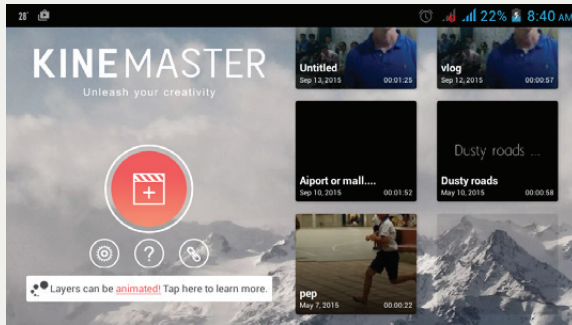 28°
22% 8:40 AM
KINEMASTER
Unleash your creativity
Layers can be animated! Tap here to learn more.
Untitled
Sep 13, 2015 00:01:25
vlog
Sep 12, 2015 00:00:57
Aiport or mall....
Sep 10, 2015 00:01:52
Dusty roads ...
Dusty roads
May 10, 2015 00:00:58
pep
May 7, 2015 00:00:22